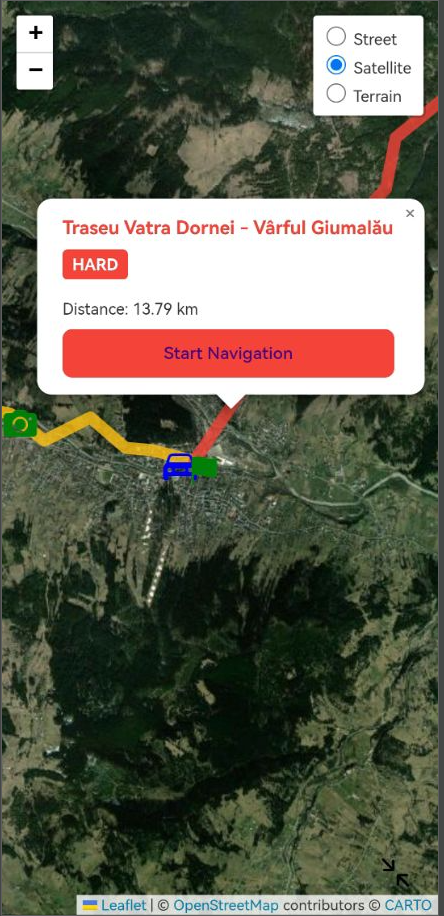 +
−
Street
Satellite
Terrain
×
Traseu Vatra Dornei - Vârful Giumalău
HARD
Distance: 13.79 km
Start Navigation
Leaflet | © OpenStreetMap contributors © CARTO